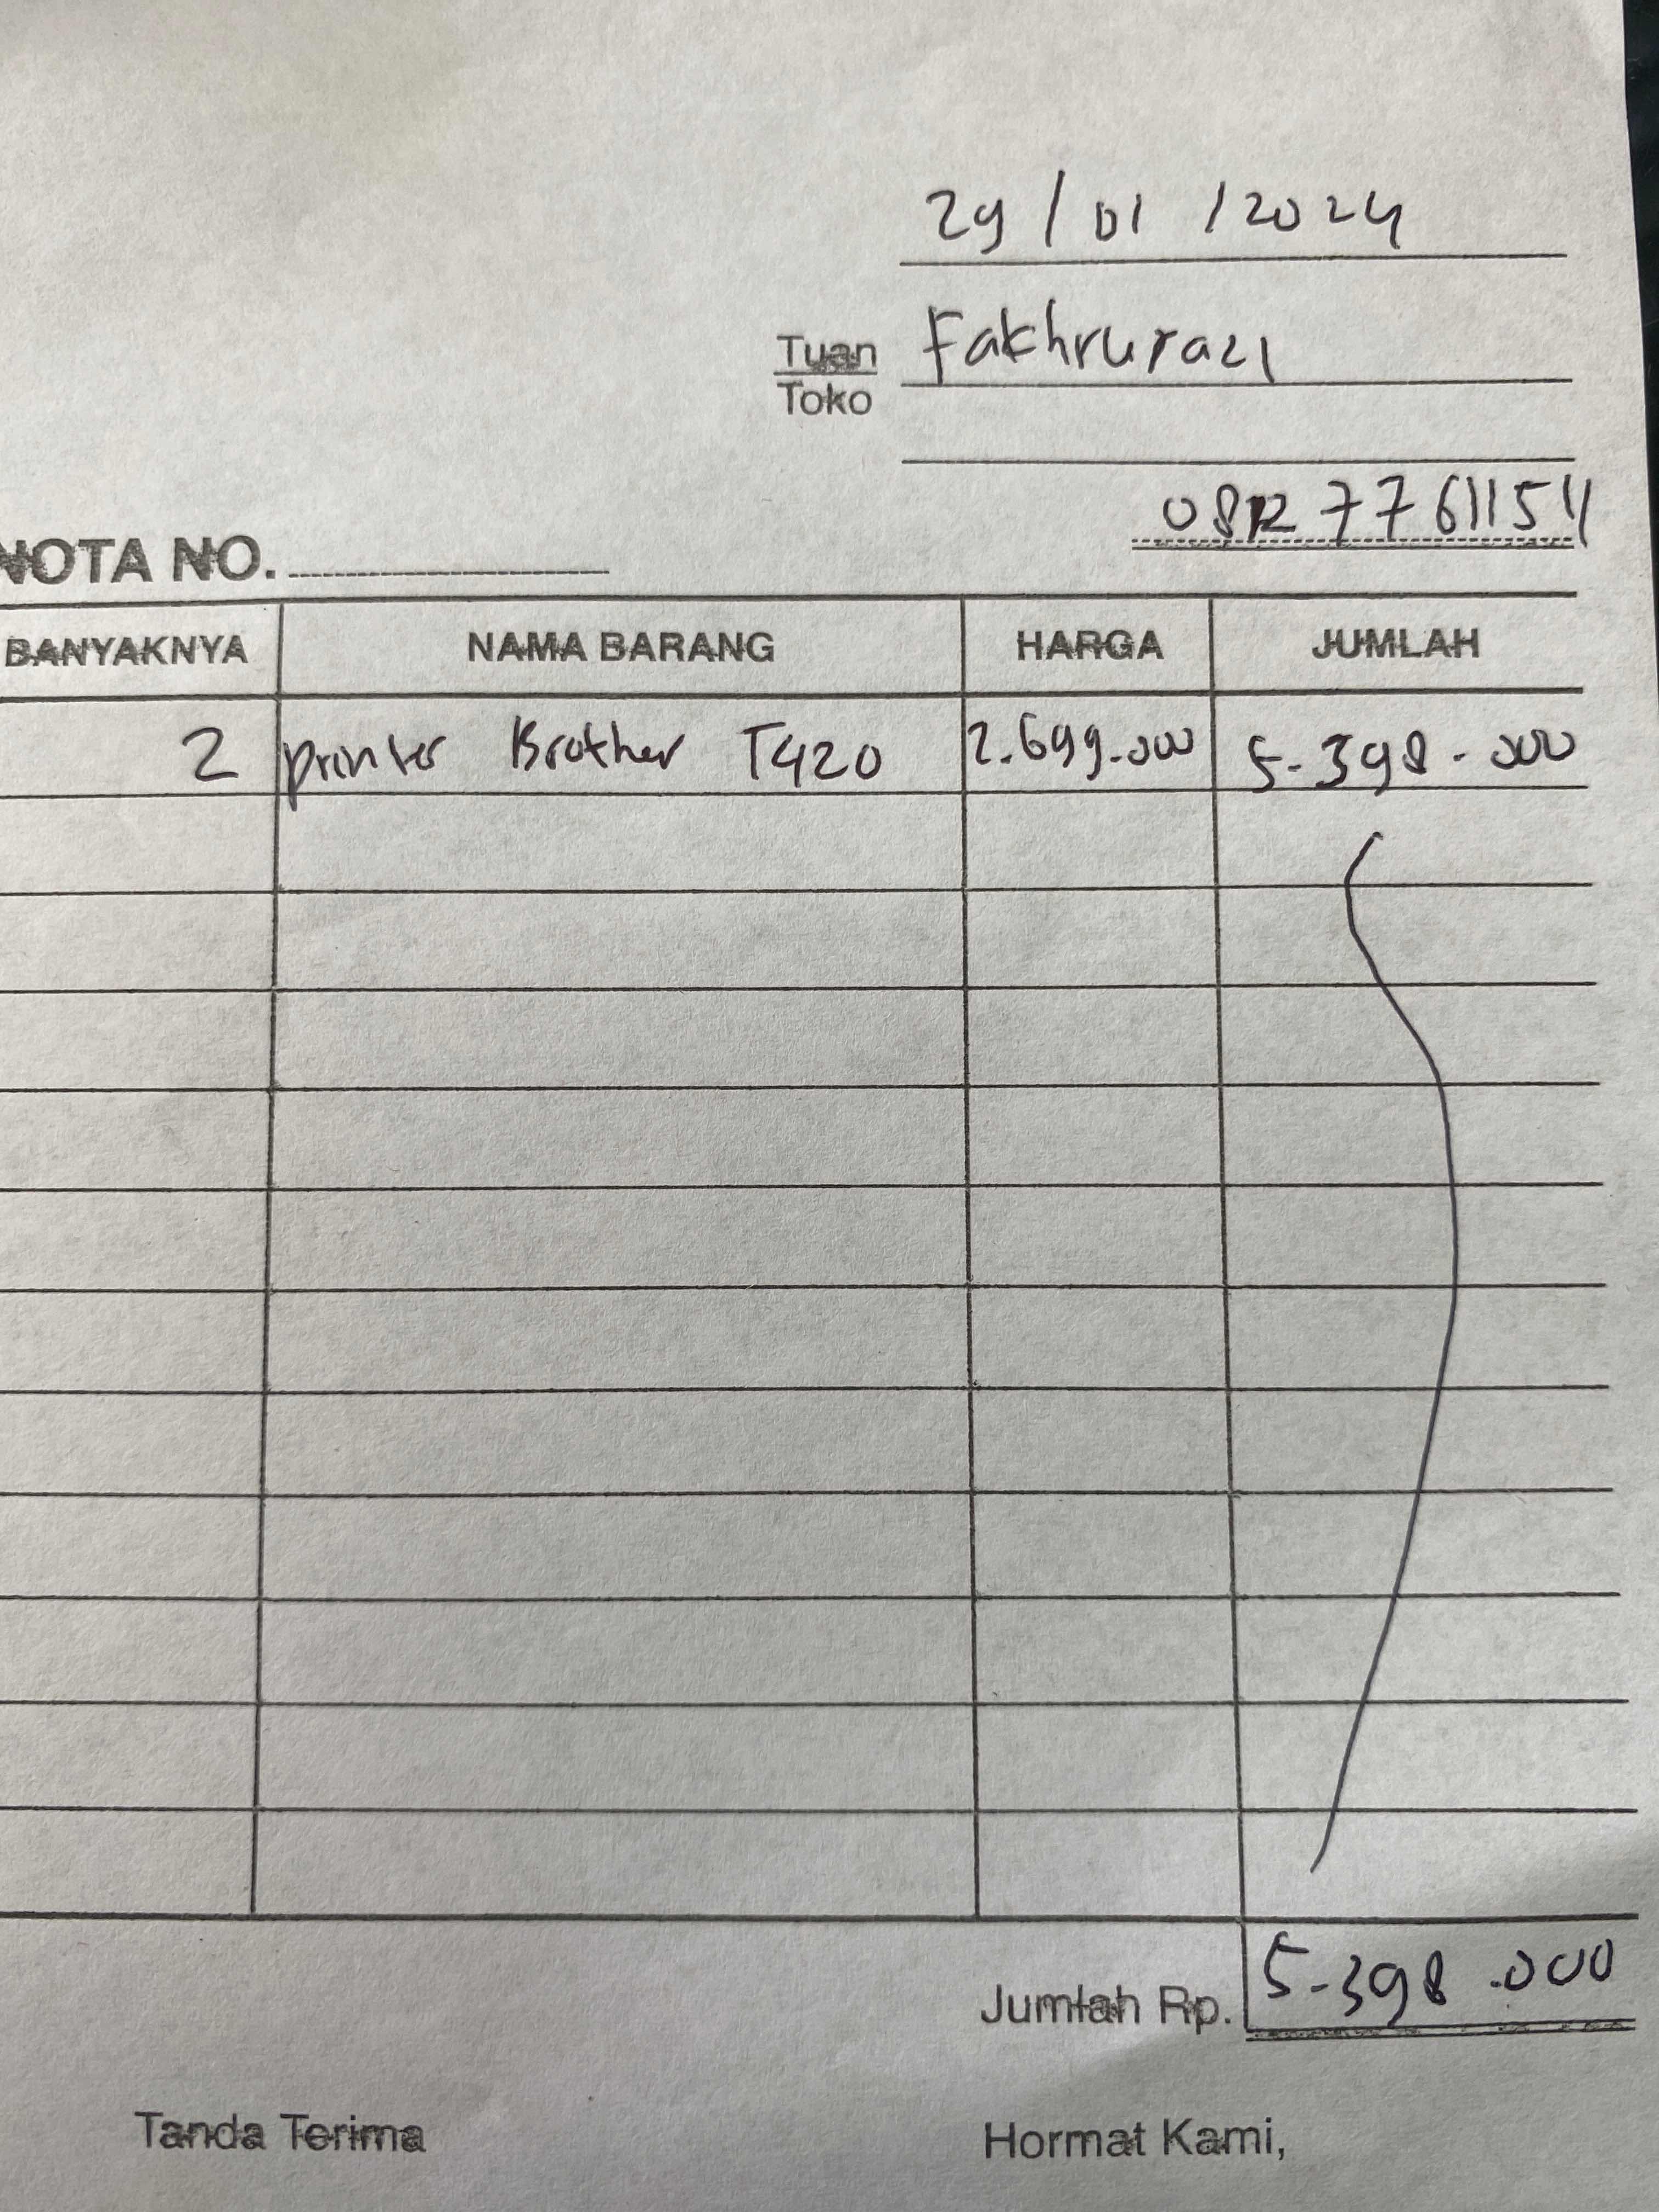 29/01/2024
Tuan Fakhrurazi
Toko
NOTA NO.
BANYAKNYA NAMA BARANG HARGA JUMLAH
2 printer Brother T420 2.699.000 5.398.000
Jumlah Rp. 5.398.000
Tanda Terima Hormat Kami,